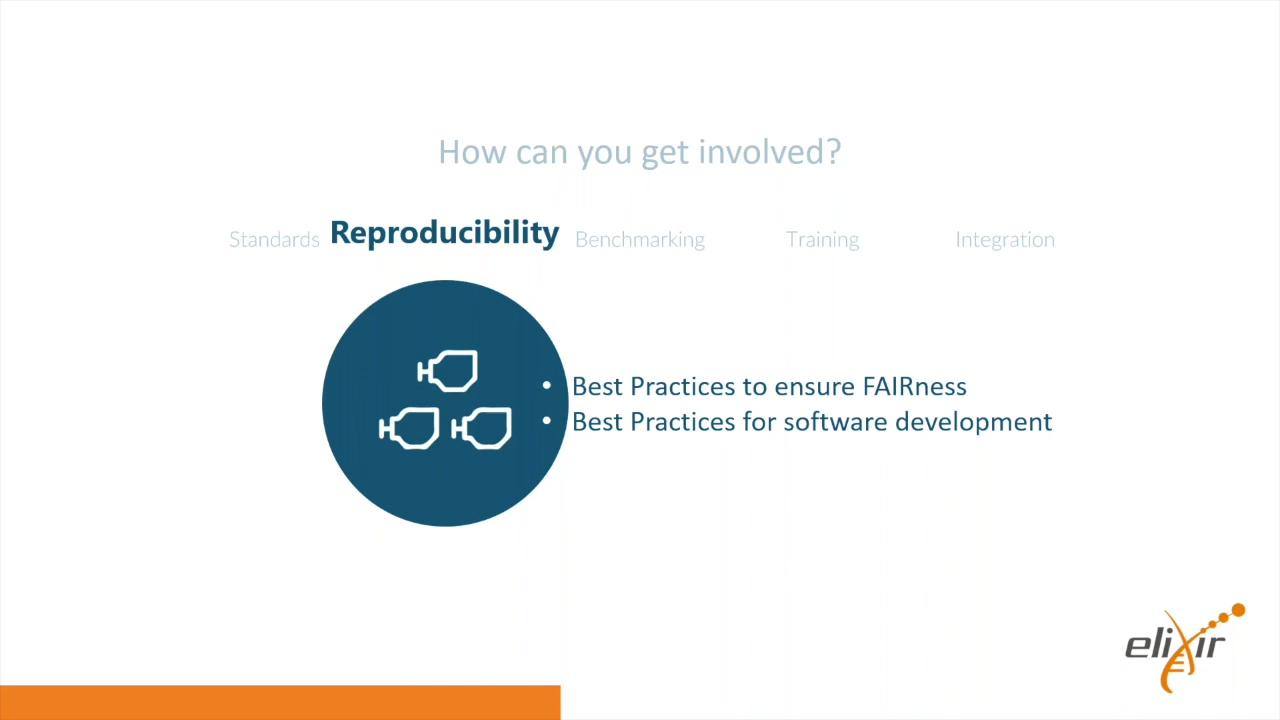 How can you get involved?
Standards Reproducibility Benchmarking Training Integration
• Best Practices to ensure FAIRness
• Best Practices for software development
elixir